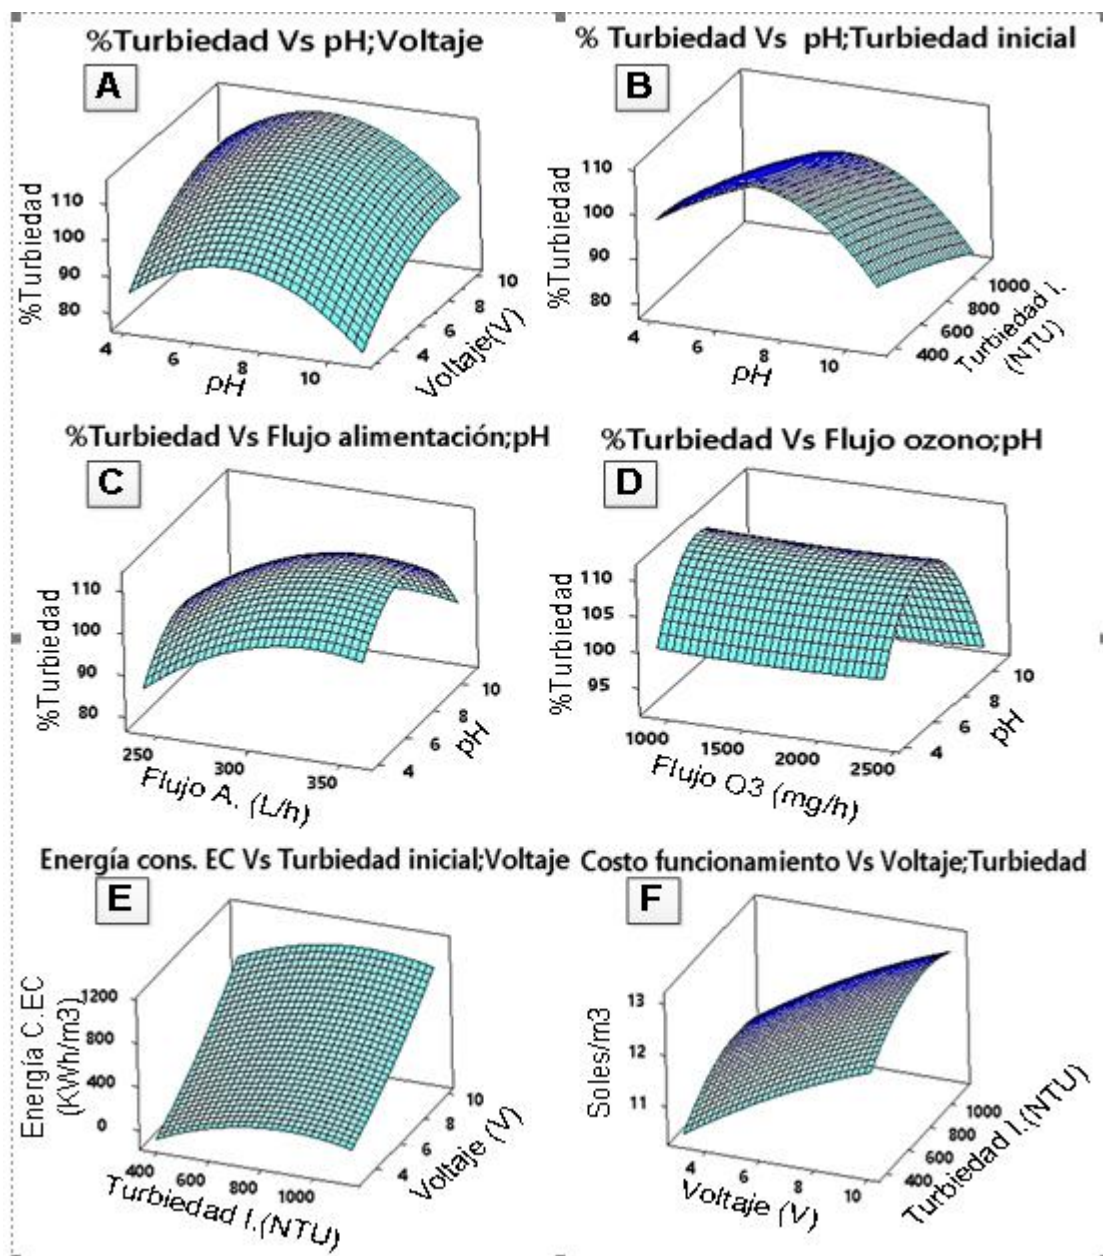 %Turbiedad Vs pH;Voltaje
A
%Turbiedad
110
100
90
80
4
6
8
10
pH
4
6
8
10
Voltaje(V)
% Turbiedad Vs pH;Turbiedad inicial
B
%Turbiedad
110
100
90
80
4
6
8
10
pH
400
600
800
1000
Turbiedad I.
(NTU)
%Turbiedad Vs Flujo alimentación;pH
C
%Turbiedad
110
100
90
80
250
300
350
Flujo A. (L/h)
4
6
8
10
pH
%Turbiedad Vs Flujo ozono;pH
D
%Turbiedad
110
105
100
95
1000
1500
2000
2500
Flujo O3 (mg/h)
4
6
8
10
pH
Energía cons. EC Vs Turbiedad inicial;Voltaje
E
Energía C.EC
(KWh/m3)
1200
800
400
0
400
600
800
1000
Turbiedad I.(NTU)
4
6
8
10
Voltaje (V)
Costo funcionamiento Vs Voltaje;Turbiedad
F
Soles/m3
13
12
11
4
6
8
10
Voltaje (V)
400
600
800
1000
Turbiedad I.(NTU)